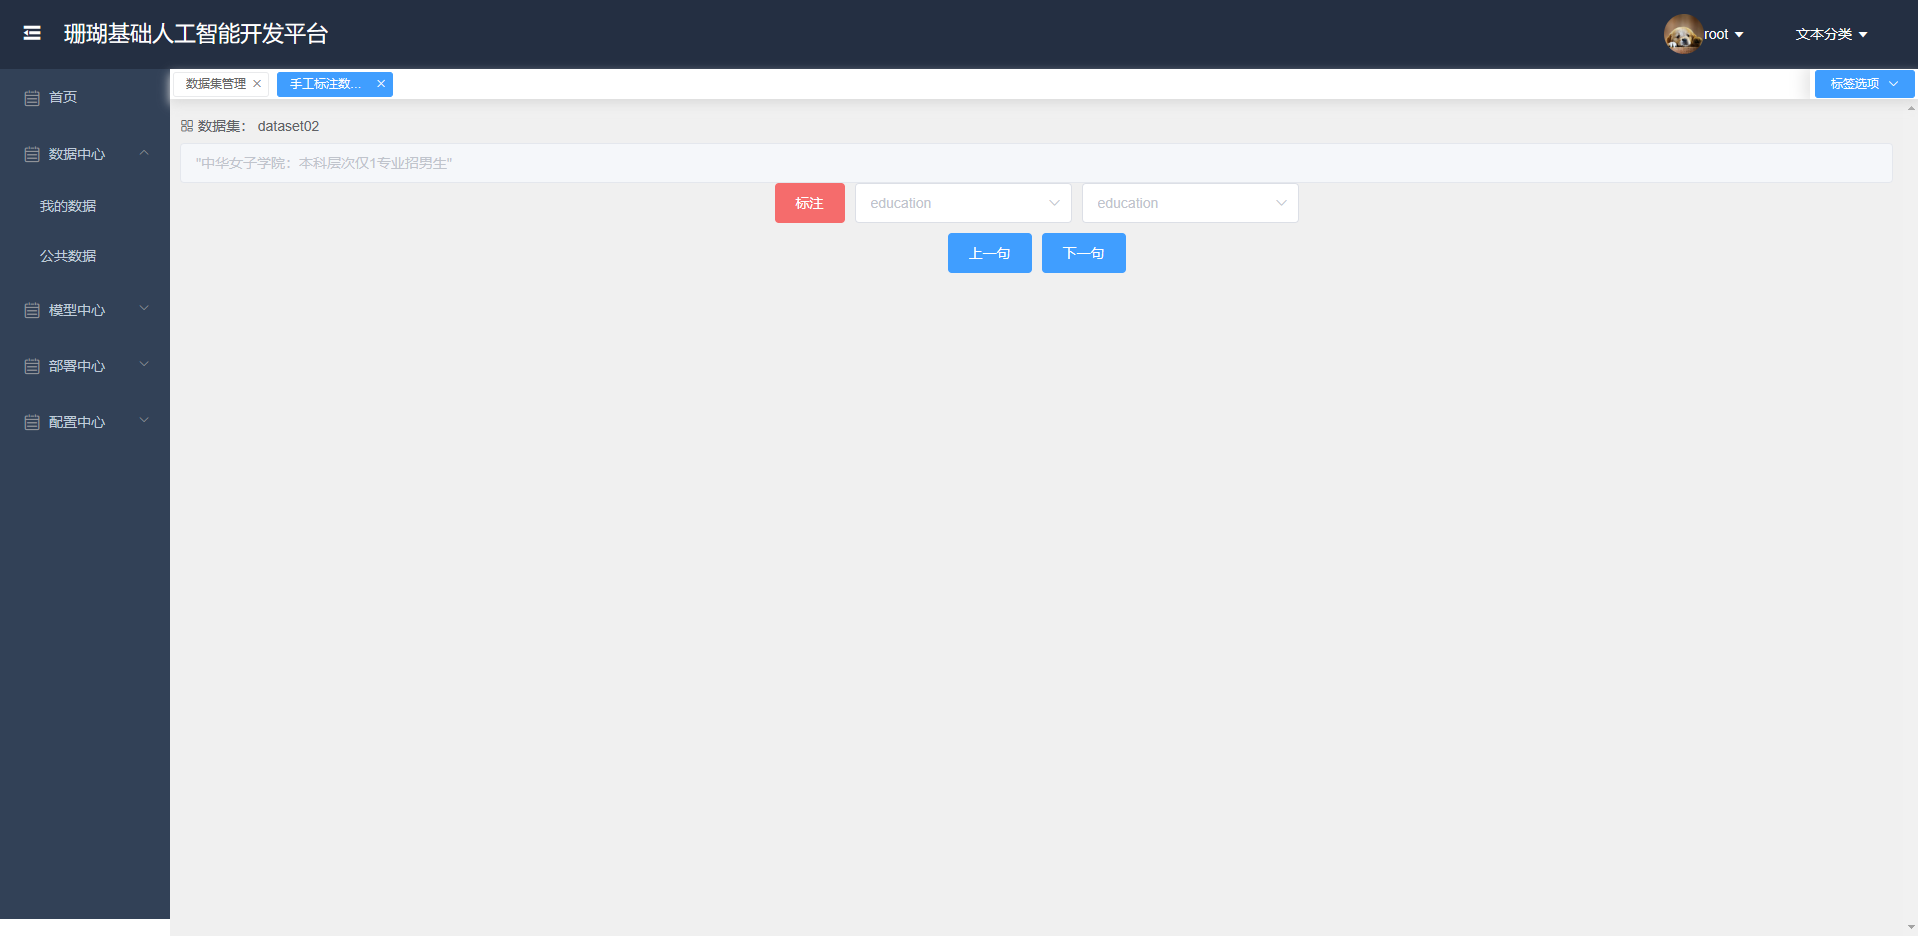 珊瑚基础人工智能开发平台
root
文本分类
首页
数据中心
我的数据
公共数据
模型中心
部署中心
配置中心
数据集管理
手工标注数...
标签选项
数据集： dataset02
"中华女子学院：本科层次仅1专业招男生"
标注
education
education
上一句
下一句